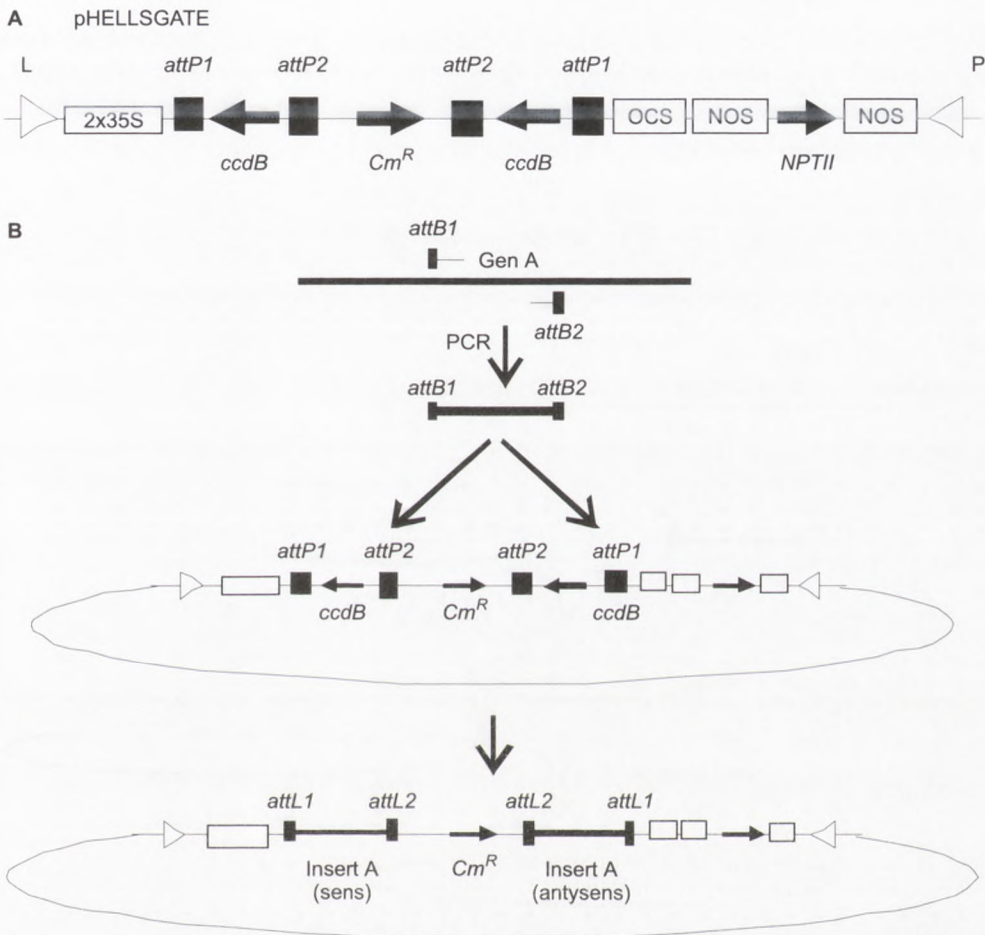 A pHELLSGATE
L attP1 attP2 attP2 attP1 P
2x35S OCS NOS NOS
ccdB Cm^R ccdB NPTII
B
attB1
Gen A
attB2
PCR
attB1 attB2
attP1 attP2 attP2 attP1
ccdB Cm^R ccdB
attL1 attL2 attL2 attL1
Insert A Cm^R Insert A
(sens) (antysens)